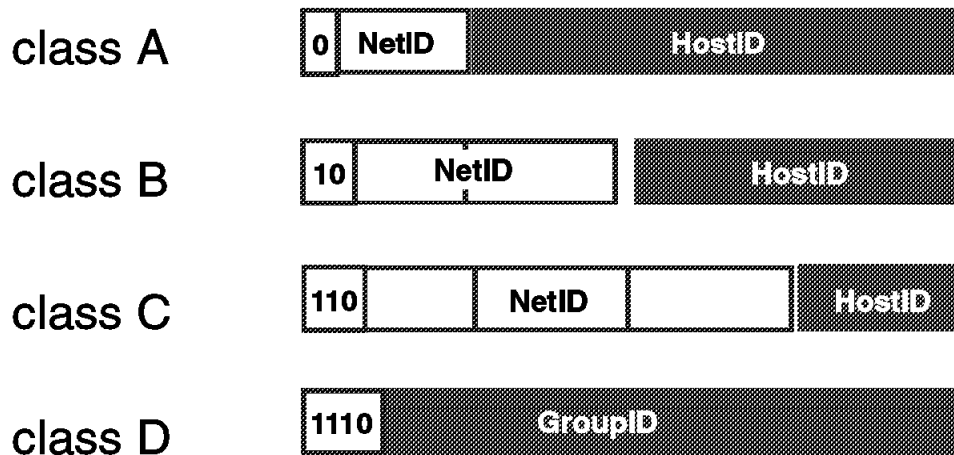 class A 0 NetID HostID
class B 10 NetID HostID
class C 110 NetID HostID
class D 1110 GroupID